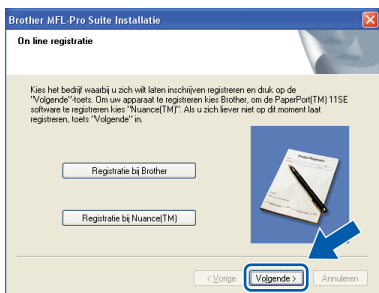 Brother MFL-Pro Suite Installatie
On line registratie
Kies het bedrijf waarbij u zich wilt laten inschrijven registreren en druk op de
"Volgende"-toets. Om uw apparaat te registreren kies Brother, om de PaperPort(TM) 11SE
software te registreren kies "Nuance(TM)". Als u zich liever niet op dit moment laat
registreren, toets "Volgende" in.
Product Registration
Registratie bij Brother
Registratie bij Nuance(TM)
< Vorige
Volgende >
Annuleren